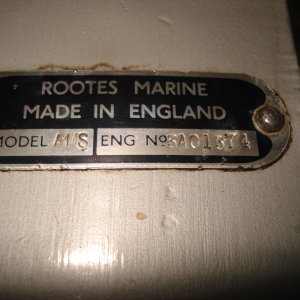 ROOTES MARINE
MADE IN ENGLAND
MODEL M/S ENG Nº